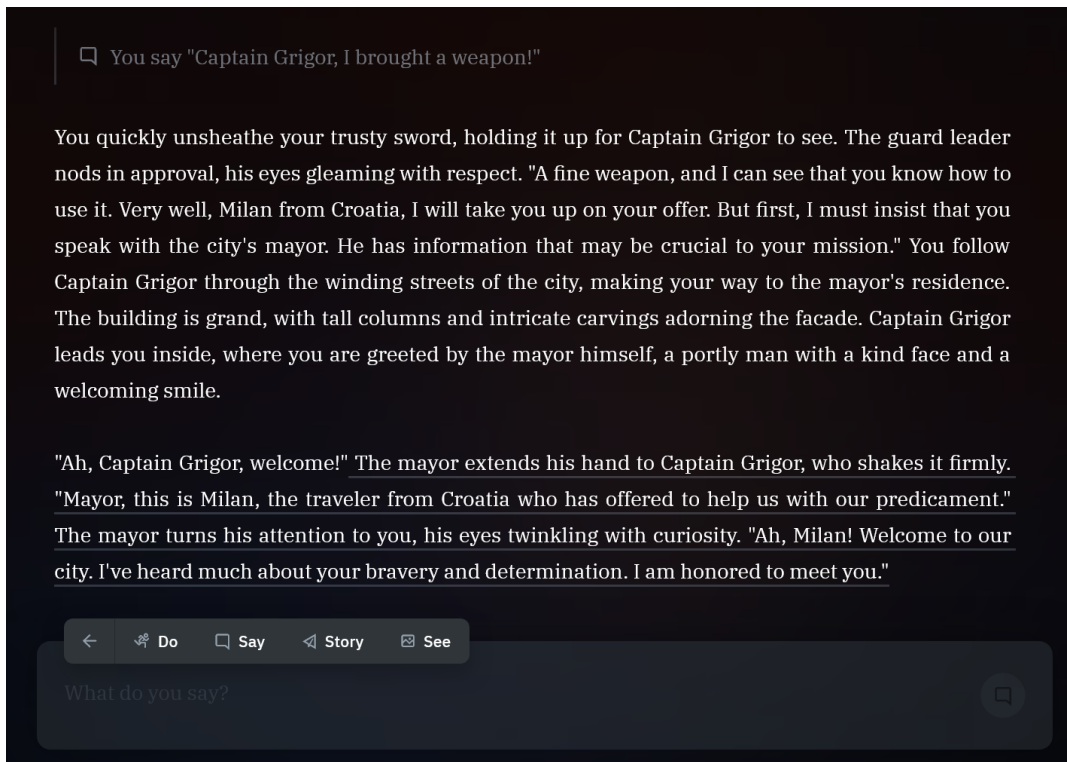 You say "Captain Grigor, I brought a weapon!"
You quickly unsheathe your trusty sword, holding it up for Captain Grigor to see. The guard leader
nods in approval, his eyes gleaming with respect. "A fine weapon, and I can see that you know how to
use it. Very well, Milan from Croatia, I will take you up on your offer. But first, I must insist that you
speak with the city's mayor. He has information that may be crucial to your mission." You follow
Captain Grigor through the winding streets of the city, making your way to the mayor's residence.
The building is grand, with tall columns and intricate carvings adorning the facade. Captain Grigor
leads you inside, where you are greeted by the mayor himself, a portly man with a kind face and a
welcoming smile.
"Ah, Captain Grigor, welcome!" The mayor extends his hand to Captain Grigor, who shakes it firmly.
"Mayor, this is Milan, the traveler from Croatia who has offered to help us with our predicament."
The mayor turns his attention to you, his eyes twinkling with curiosity. "Ah, Milan! Welcome to our
city. I've heard much about your bravery and determination. I am honored to meet you."
Do Say Story See
What do you say?